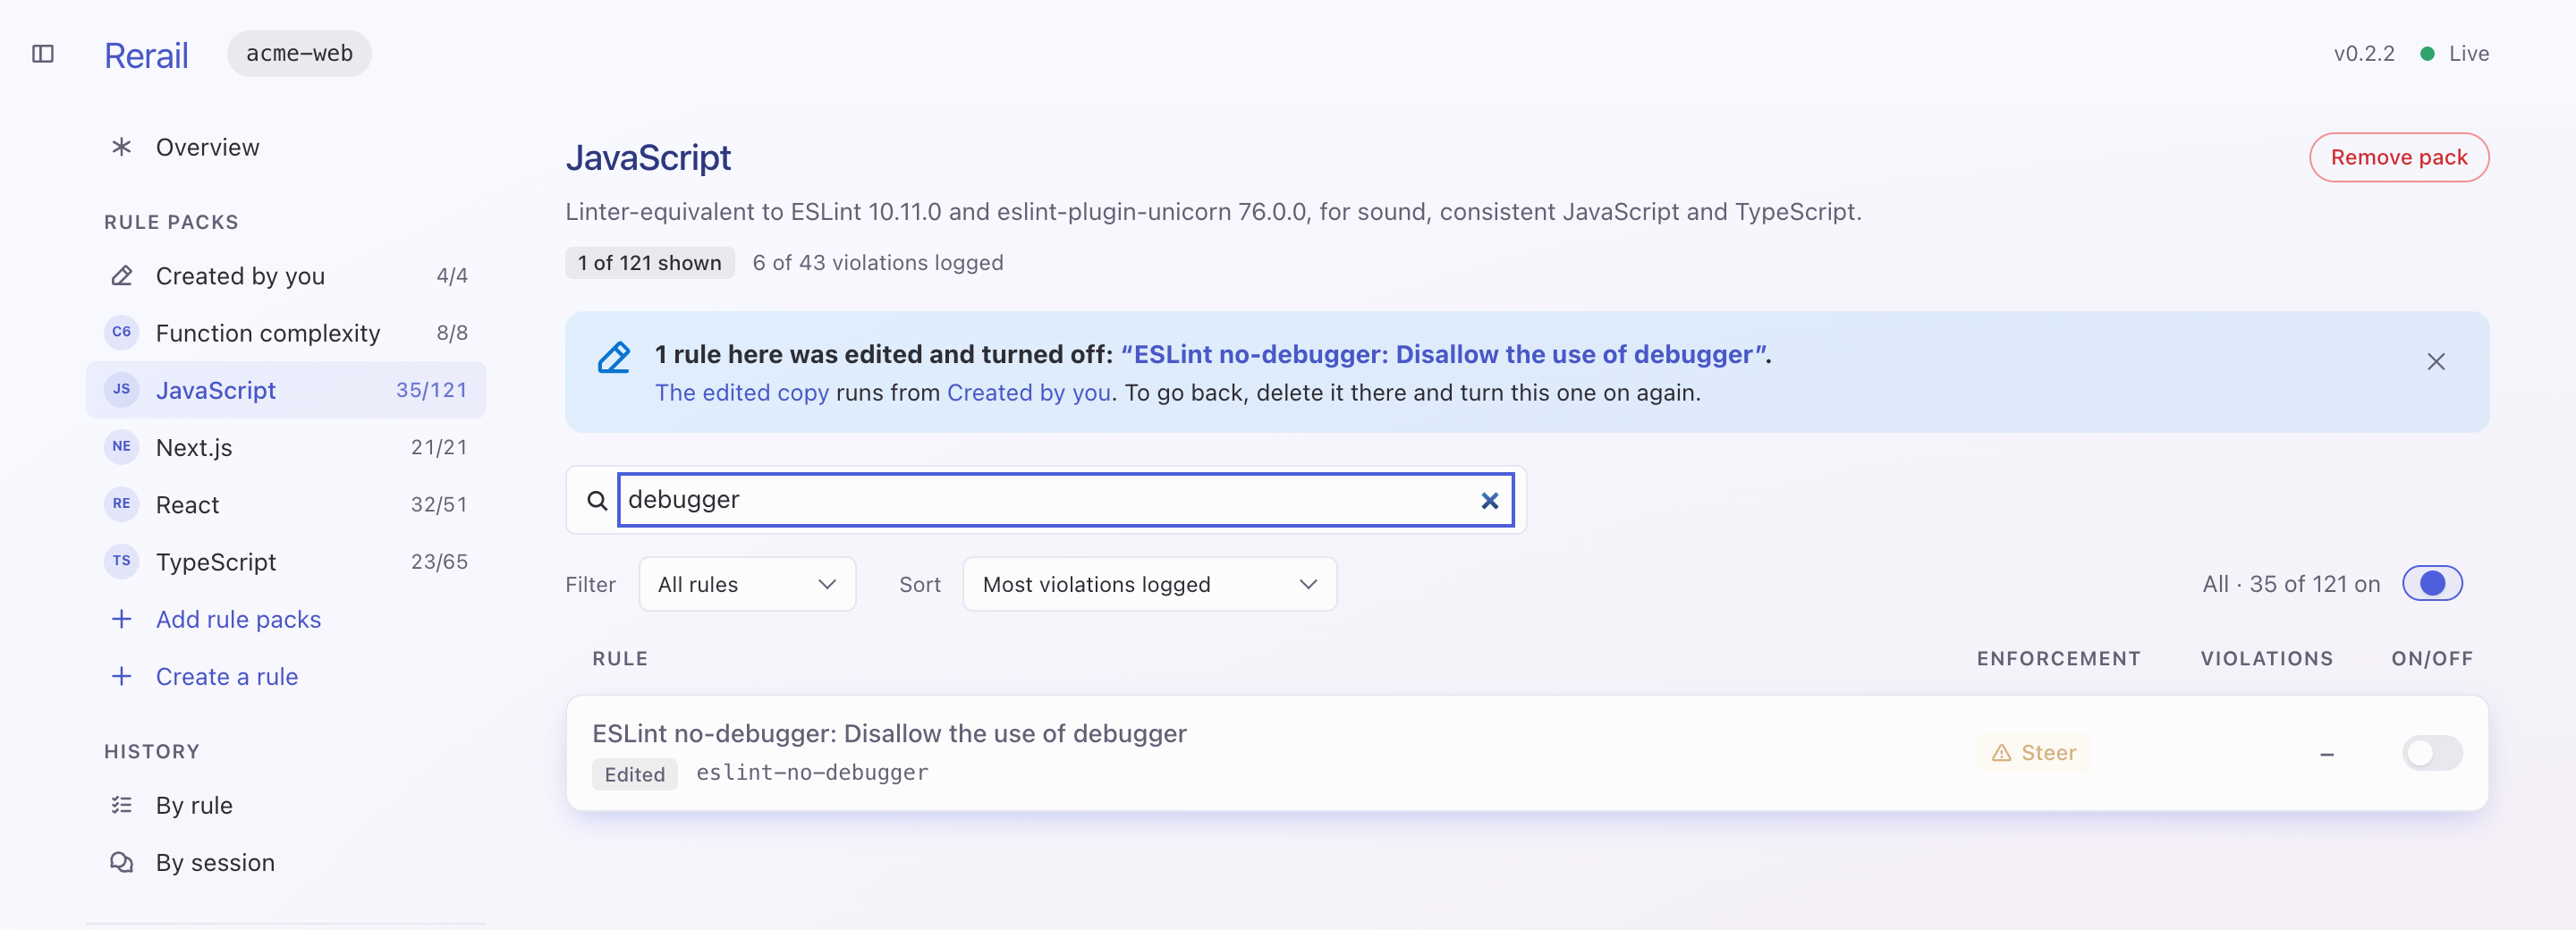 Rerail
acme-web
v0.2.2
Live
Overview
RULE PACKS
Created by you 4/4
C6 Function complexity 8/8
JS JavaScript 35/121
NE Next.js 21/21
RE React 32/51
TS TypeScript 23/65
Add rule packs
Create a rule
HISTORY
By rule
By session
JavaScript
Remove pack
Linter-equivalent to ESLint 10.11.0 and eslint-plugin-unicorn 76.0.0, for sound, consistent JavaScript and TypeScript.
1 of 121 shown 6 of 43 violations logged
1 rule here was edited and turned off: “ESLint no-debugger: Disallow the use of debugger”.
The edited copy runs from Created by you. To go back, delete it there and turn this one on again.
debugger
Filter All rules Sort Most violations logged All · 35 of 121 on
RULE ENFORCEMENT VIOLATIONS ON/OFF
ESLint no-debugger: Disallow the use of debugger
Edited eslint-no-debugger
Steer –